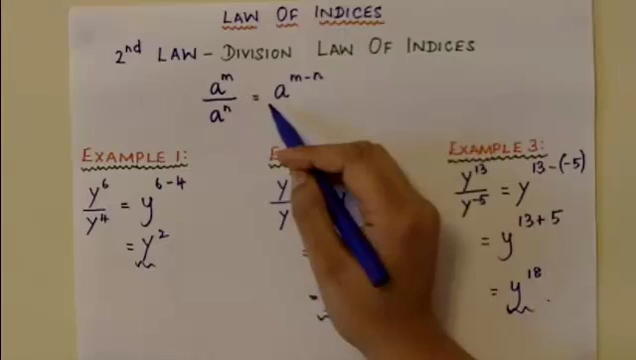 LAW OF INDICES
2nd LAW – DIVISION LAW OF INDICES
a^m / a^n = a^(m-n)
EXAMPLE 1:
y^6 / y^4 = y^(6-4)
= y^2
EXAMPLE 3:
y^13 / y^-5 = y^(13-(-5))
= y^(13+5)
= y^18 .